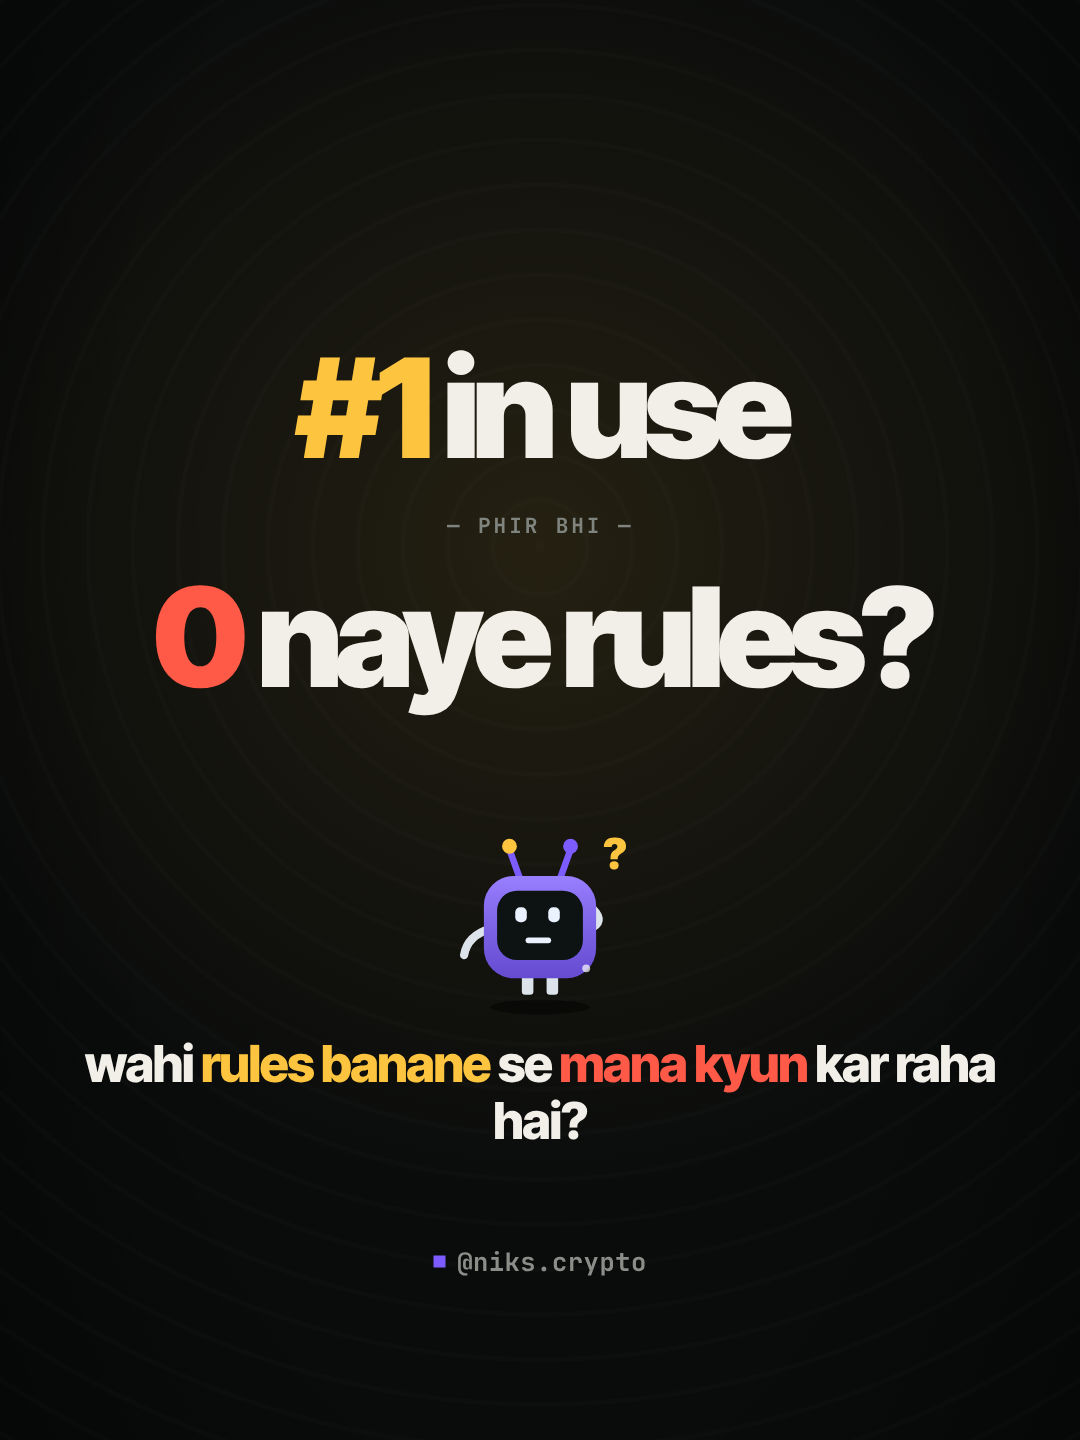 #1 in use
— PHIR BHI —
0 naye rules?
?
wahi rules banane se mana kyun kar raha
hai?
@niks.crypto